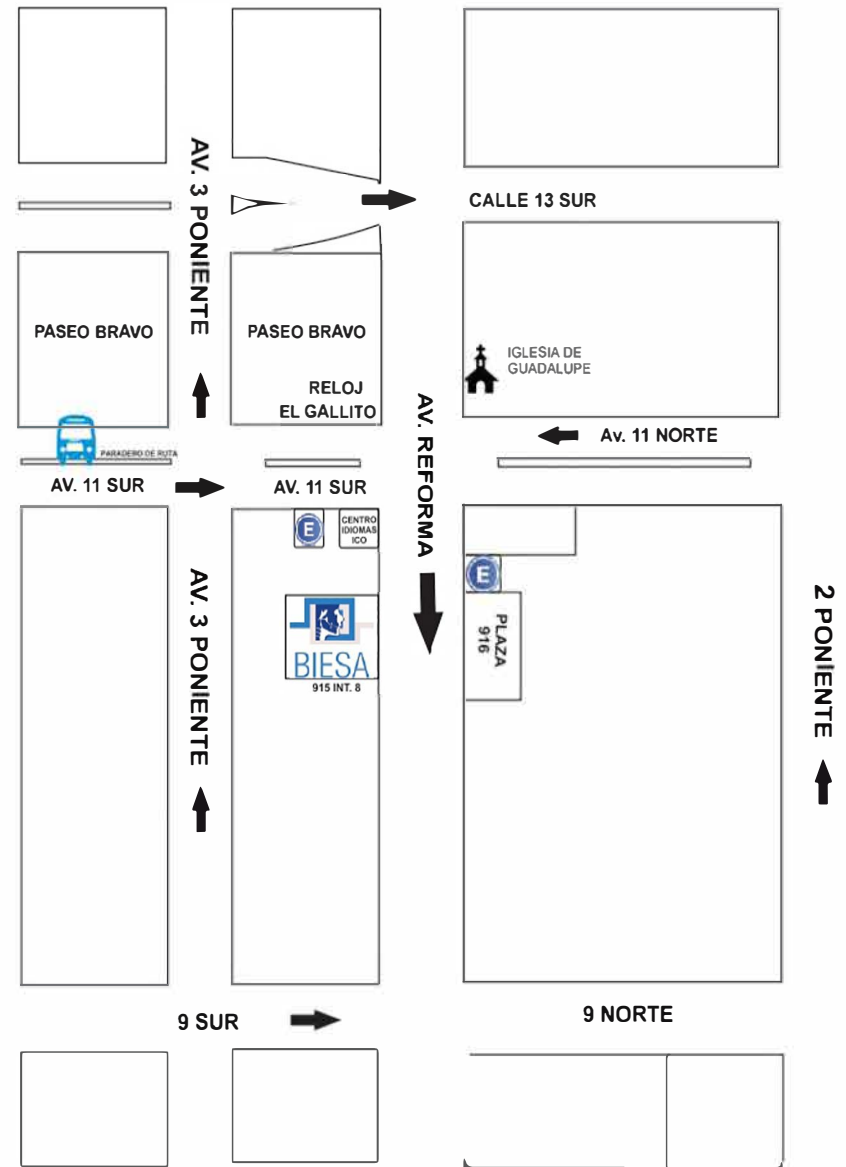 AV. 3 PONIENTE
CALLE 13 SUR
PASEO BRAVO
PASEO BRAVO
RELOJ
EL GALLITO
IGLESIA DE
GUADALUPE
AV. REFORMA
Av. 11 NORTE
PARADERO DE RUTA
AV. 11 SUR
AV. 11 SUR
E
CENTRO
IDIOMAS
ICO
E
AV. 3 PONIENTE
BIESA
915 INT. 8
PLAZA
916
2 PONIENTE
9 SUR
9 NORTE